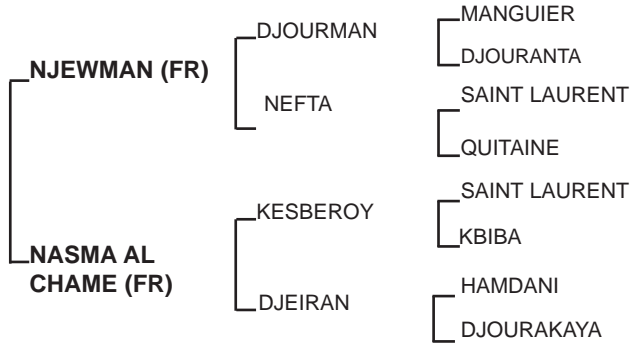 MANGUIER
DJOURMAN
DJOURANTA
NJEWMAN (FR)
SAINT LAURENT
NEFTA
QUITAINE
SAINT LAURENT
KESBEROY
KBIBA
NASMA AL
CHAME (FR)
HAMDANI
DJEIRAN
DJOURAKAYA